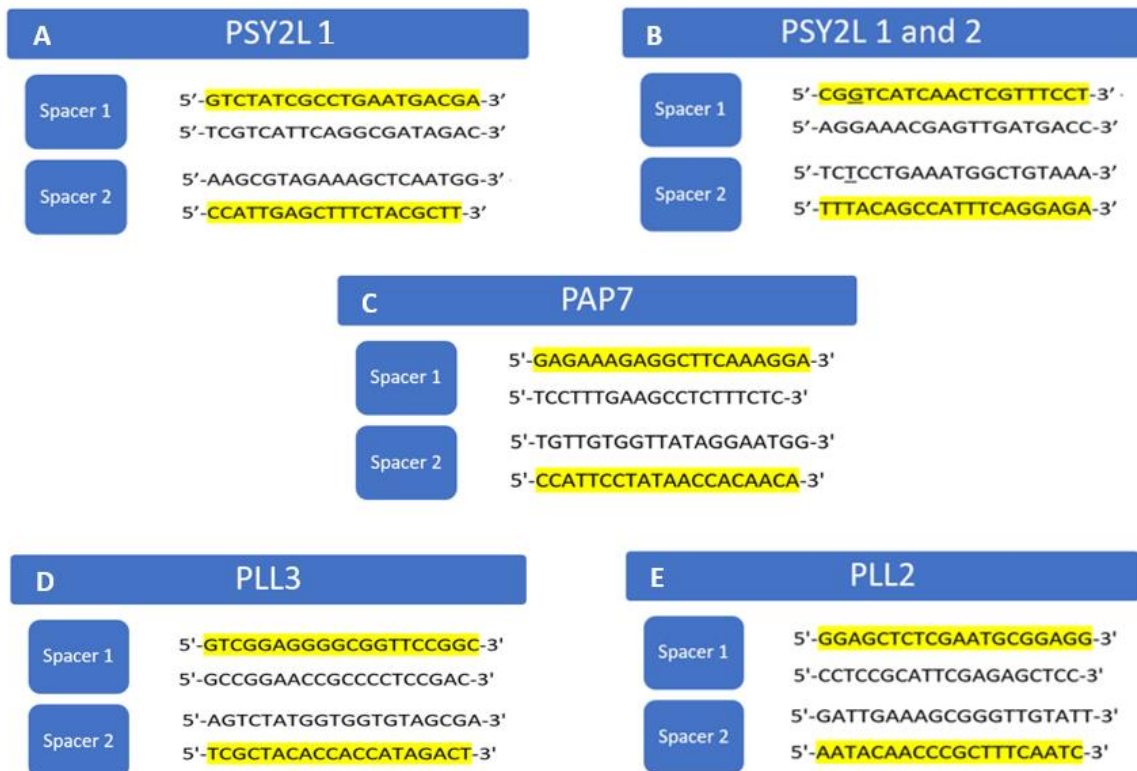 A PSY2L 1
Spacer 1
5′-GTCTATCGCCTGAATGACGA-3′
5′-TCGTCATTCAGGCGATAGAC-3′
Spacer 2
5′-AAGCGTAGAAAGCTCAATGG-3′
5′-CCATTGAGCTTTCTACGCTT-3′
B PSY2L 1 and 2
Spacer 1
5′-CGGTCATCAACTCGTTTCCT-3′
5′-AGGAAACGAGTTGATGACC-3′
Spacer 2
5′-TCTCCTGAAATGGCTGTAAA-3′
5′-TTTACAGCCATTTCAGGAGA-3′
C PAP7
Spacer 1
5'-GAGAAAGAGGCTTCAAAGGA-3'
5'-TCCTTTGAAGCCTCTTTCTC-3'
Spacer 2
5'-TGTTGTGGTTATAGGAATGG-3'
5'-CCATTCCTATAACCACAACA-3'
D PLL3
Spacer 1
5'-GTCGGAGGGGCGGTTCCGGC-3'
5'-GCCGGAACCGCCCCTCCGAC-3'
Spacer 2
5'-AGTCTATGGTGGTGTAGCGA-3'
5'-TCGCTACACCACCATAGACT-3'
E PLL2
Spacer 1
5'-GGAGCTCTCGAATGCGGAGG-3'
5'-CCTCCGCATTCGAGAGCTCC-3'
Spacer 2
5'-GATTGAAAGCGGGTTGTATT-3'
5'-AATACAACCCGCTTTCAATC-3'